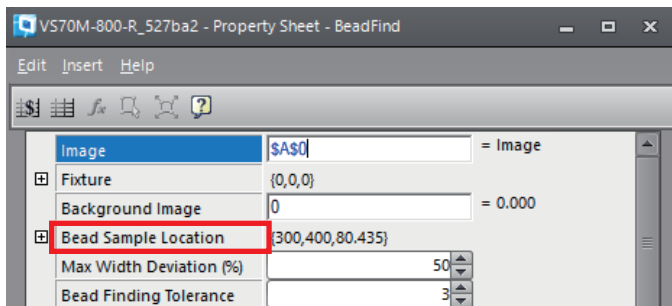 VS70M-800-R_527ba2 - Property Sheet - BeadFind
Edit Insert Help
$ fx ?
Image $A$0 = Image
Fixture {0,0,0}
Background Image 0 = 0.000
Bead Sample Location {300,400,80.435}
Max Width Deviation (%) 50
Bead Finding Tolerance 3